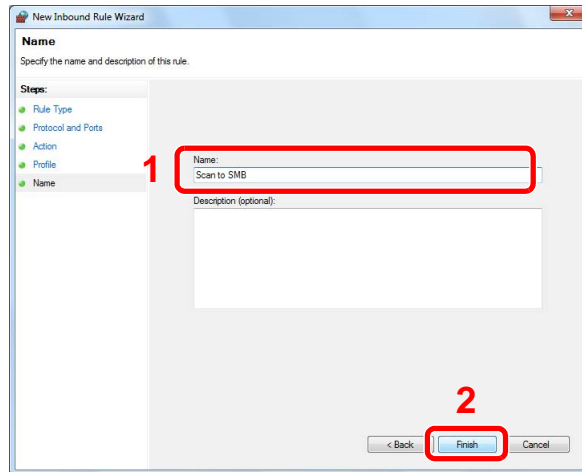 New Inbound Rule Wizard
Name
Specify the name and description of this rule.
Steps:
Rule Type
Protocol and Ports
Action
Profile
Name
1
Name:
Scan to SMB
Description (optional):
2
< Back
Finish
Cancel